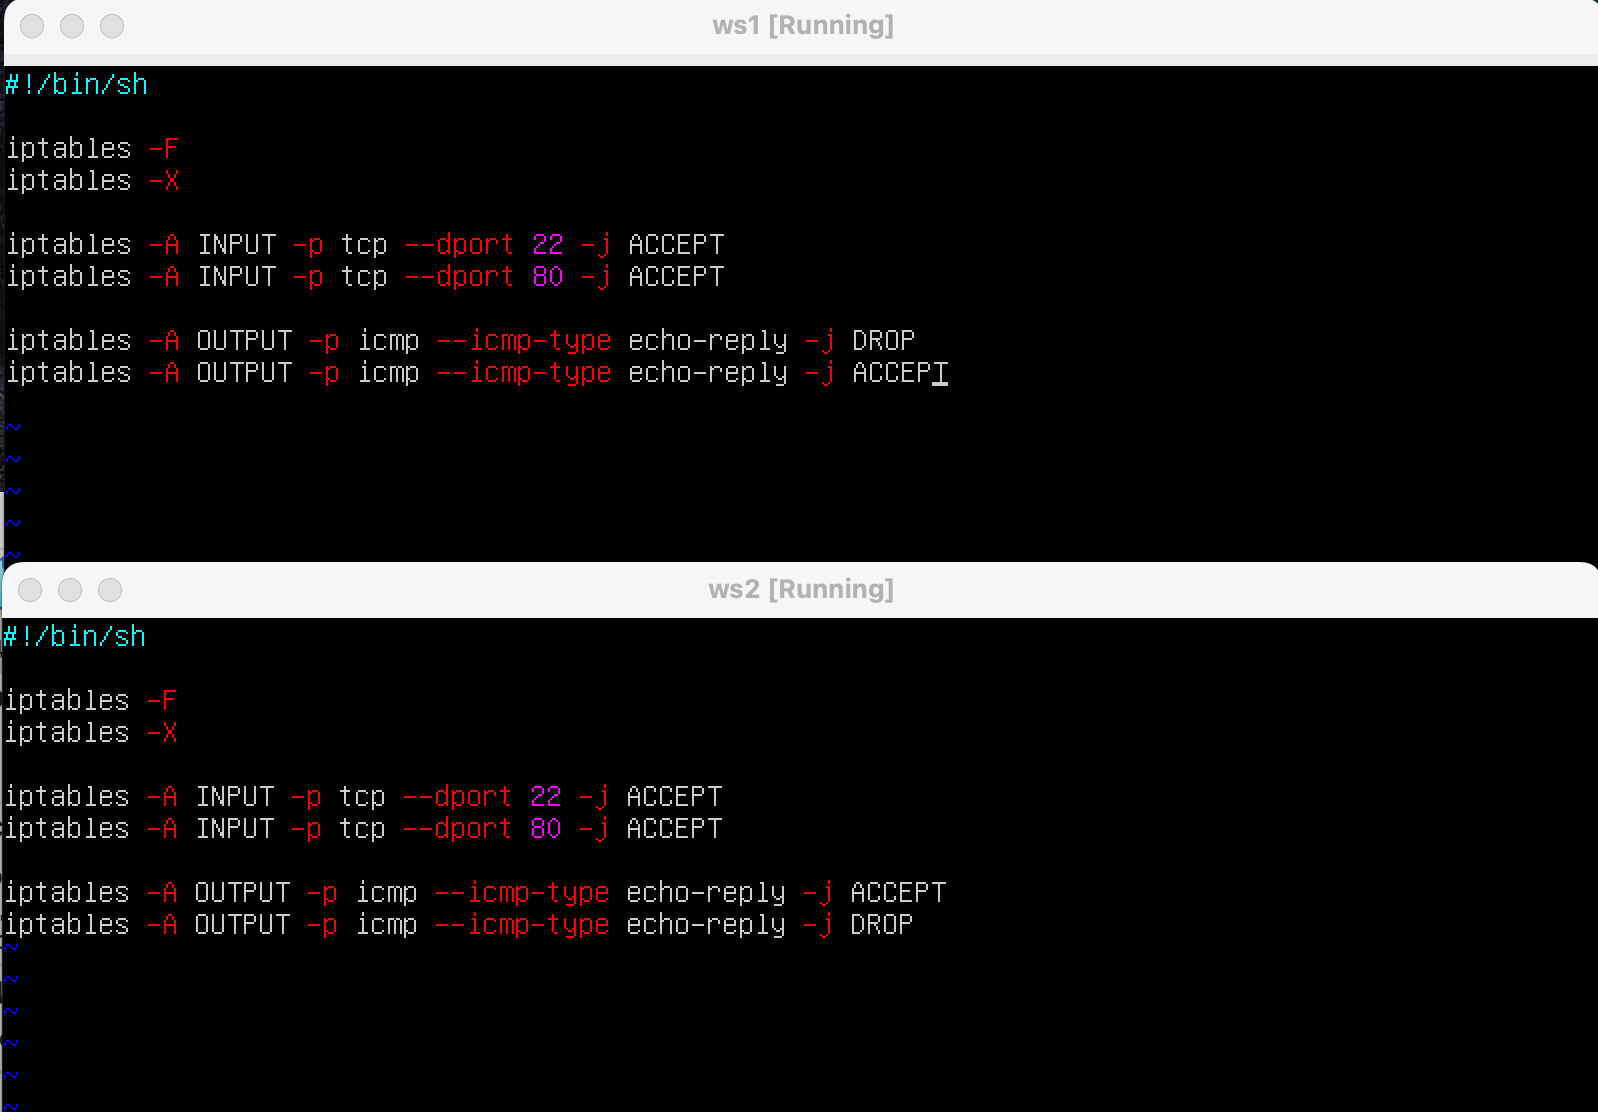 ws1 [Running]
#!/bin/sh
iptables -F
iptables -X
iptables -A INPUT -p tcp --dport 22 -j ACCEPT
iptables -A INPUT -p tcp --dport 80 -j ACCEPT
iptables -A OUTPUT -p icmp --icmp-type echo-reply -j DROP
iptables -A OUTPUT -p icmp --icmp-type echo-reply -j ACCEPT
~
~
~
~
~
ws2 [Running]
#!/bin/sh
iptables -F
iptables -X
iptables -A INPUT -p tcp --dport 22 -j ACCEPT
iptables -A INPUT -p tcp --dport 80 -j ACCEPT
iptables -A OUTPUT -p icmp --icmp-type echo-reply -j ACCEPT
iptables -A OUTPUT -p icmp --icmp-type echo-reply -j DROP
~
~
~
~
~
~